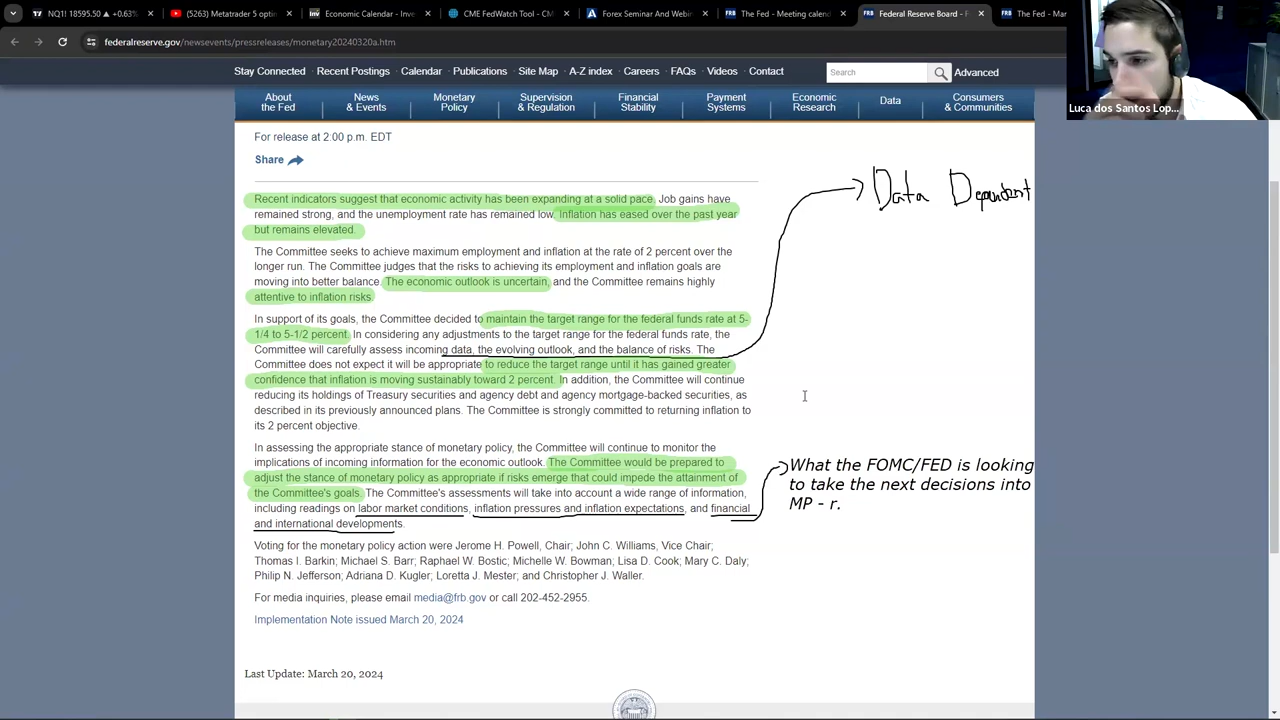 NQ1! 18595.50 ▲ +0.63%
(5263) Metatrader 5 opti
Economic Calendar - Inve
CME FedWatch Tool - CM
Forex Seminar And Webin
The Fed - Meeting calend
Federal Reserve Board - F
The Fed - Mar
federalreserve.gov/newsevents/pressreleases/monetary20240320a.htm
Luca dos Santos Lop...
Stay Connected Recent Postings Calendar Publications Site Map A-Z index Careers FAQs Videos Contact Search Advanced
About the Fed
News & Events
Monetary Policy
Supervision & Regulation
Financial Stability
Payment Systems
Economic Research
Data
Consumers & Communities
For release at 2.00 p.m. EDT
Share
Recent indicators suggest that economic activity has been expanding at a solid pace. Job gains have
remained strong, and the unemployment rate has remained low. Inflation has eased over the past year
but remains elevated.
The Committee seeks to achieve maximum employment and inflation at the rate of 2 percent over the
longer run. The Committee judges that the risks to achieving its employment and inflation goals are
moving into better balance. The economic outlook is uncertain, and the Committee remains highly
attentive to inflation risks.
In support of its goals, the Committee decided to maintain the target range for the federal funds rate at 5-
1/4 to 5-1/2 percent. In considering any adjustments to the target range for the federal funds rate, the
Committee will carefully assess incoming data, the evolving outlook, and the balance of risks. The
Committee does not expect it will be appropriate to reduce the target range until it has gained greater
confidence that inflation is moving sustainably toward 2 percent. In addition, the Committee will continue
reducing its holdings of Treasury securities and agency debt and agency mortgage-backed securities, as
described in its previously announced plans. The Committee is strongly committed to returning inflation to
its 2 percent objective.
In assessing the appropriate stance of monetary policy, the Committee will continue to monitor the
implications of incoming information for the economic outlook. The Committee would be prepared to
adjust the stance of monetary policy as appropriate if risks emerge that could impede the attainment of
the Committee's goals. The Committee's assessments will take into account a wide range of information,
including readings on labor market conditions, inflation pressures and inflation expectations, and financial
and international developments.
Voting for the monetary policy action were Jerome H. Powell, Chair; John C. Williams, Vice Chair;
Thomas I. Barkin; Michael S. Barr; Raphael W. Bostic; Michelle W. Bowman; Lisa D. Cook; Mary C. Daly;
Philip N. Jefferson; Adriana D. Kugler; Loretta J. Mester; and Christopher J. Waller.
For media inquiries, please email media@frb.gov or call 202-452-2955.
Implementation Note issued March 20, 2024
Last Update: March 20, 2024
Data Dependent
What the FOMC/FED is looking
to take the next decisions into
MP - r.